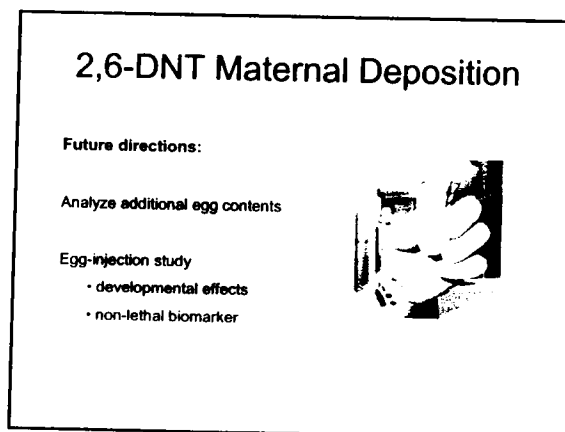 2,6-DNT Maternal Deposition
Future directions:
Analyze additional egg contents
Egg-injection study
• developmental effects
• non-lethal biomarker